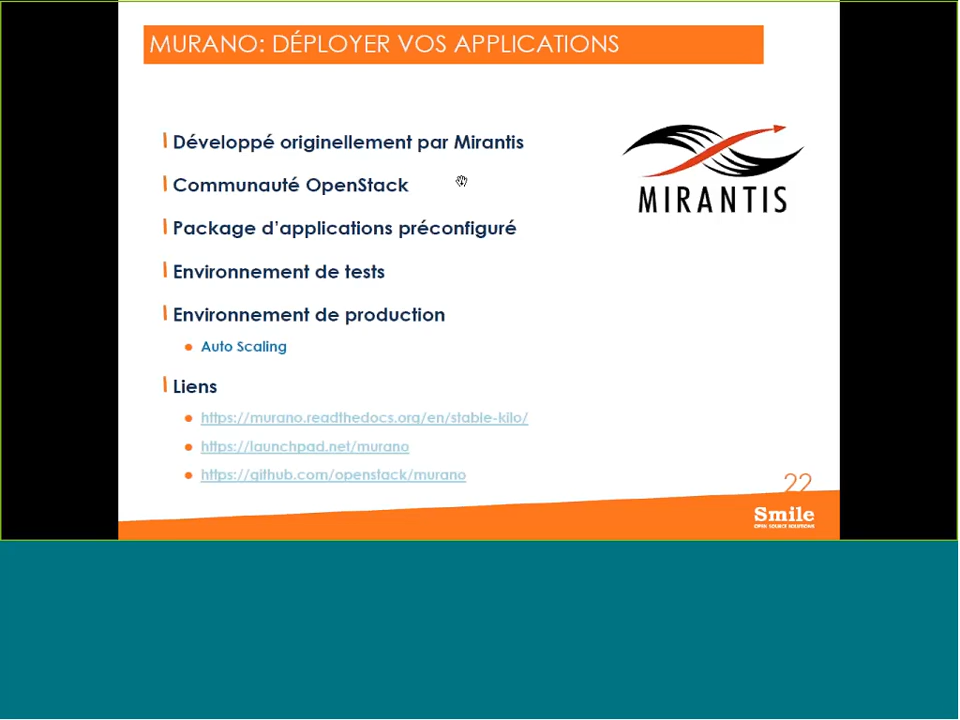 MURANO: DÉPLOYER VOS APPLICATIONS
Développé originellement par Mirantis
Communauté OpenStack
Package d'applications préconfiguré
Environnement de tests
Environnement de production
Auto Scaling
Liens
https://murano.readthedocs.org/en/stable-kilo/
https://launchpad.net/murano
https://github.com/openstack/murano
MIRANTIS
22
Smile
OPEN SOURCE SOLUTIONS